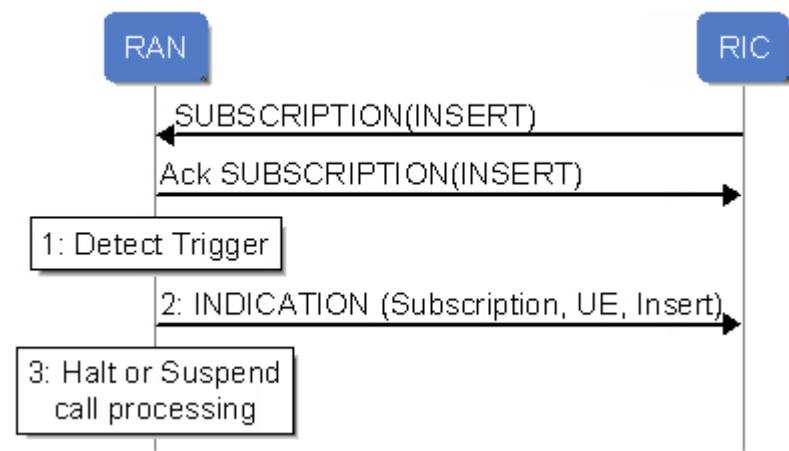 RAN
RIC
SUBSCRIPTION(INSERT)
Ack SUBSCRIPTION(INSERT)
1: Detect Trigger
2: INDICATION (Subscription, UE, Insert)
3: Halt or Suspend
call processing